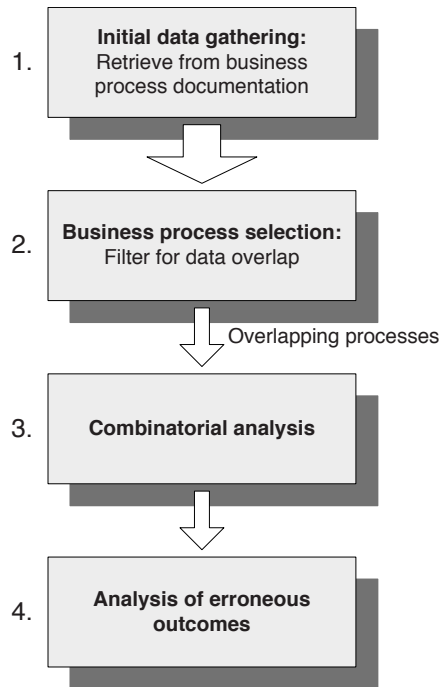 1.
Initial data gathering:
Retrieve from business
process documentation
2.
Business process selection:
Filter for data overlap
Overlapping processes
3.
Combinatorial analysis
4.
Analysis of erroneous
outcomes